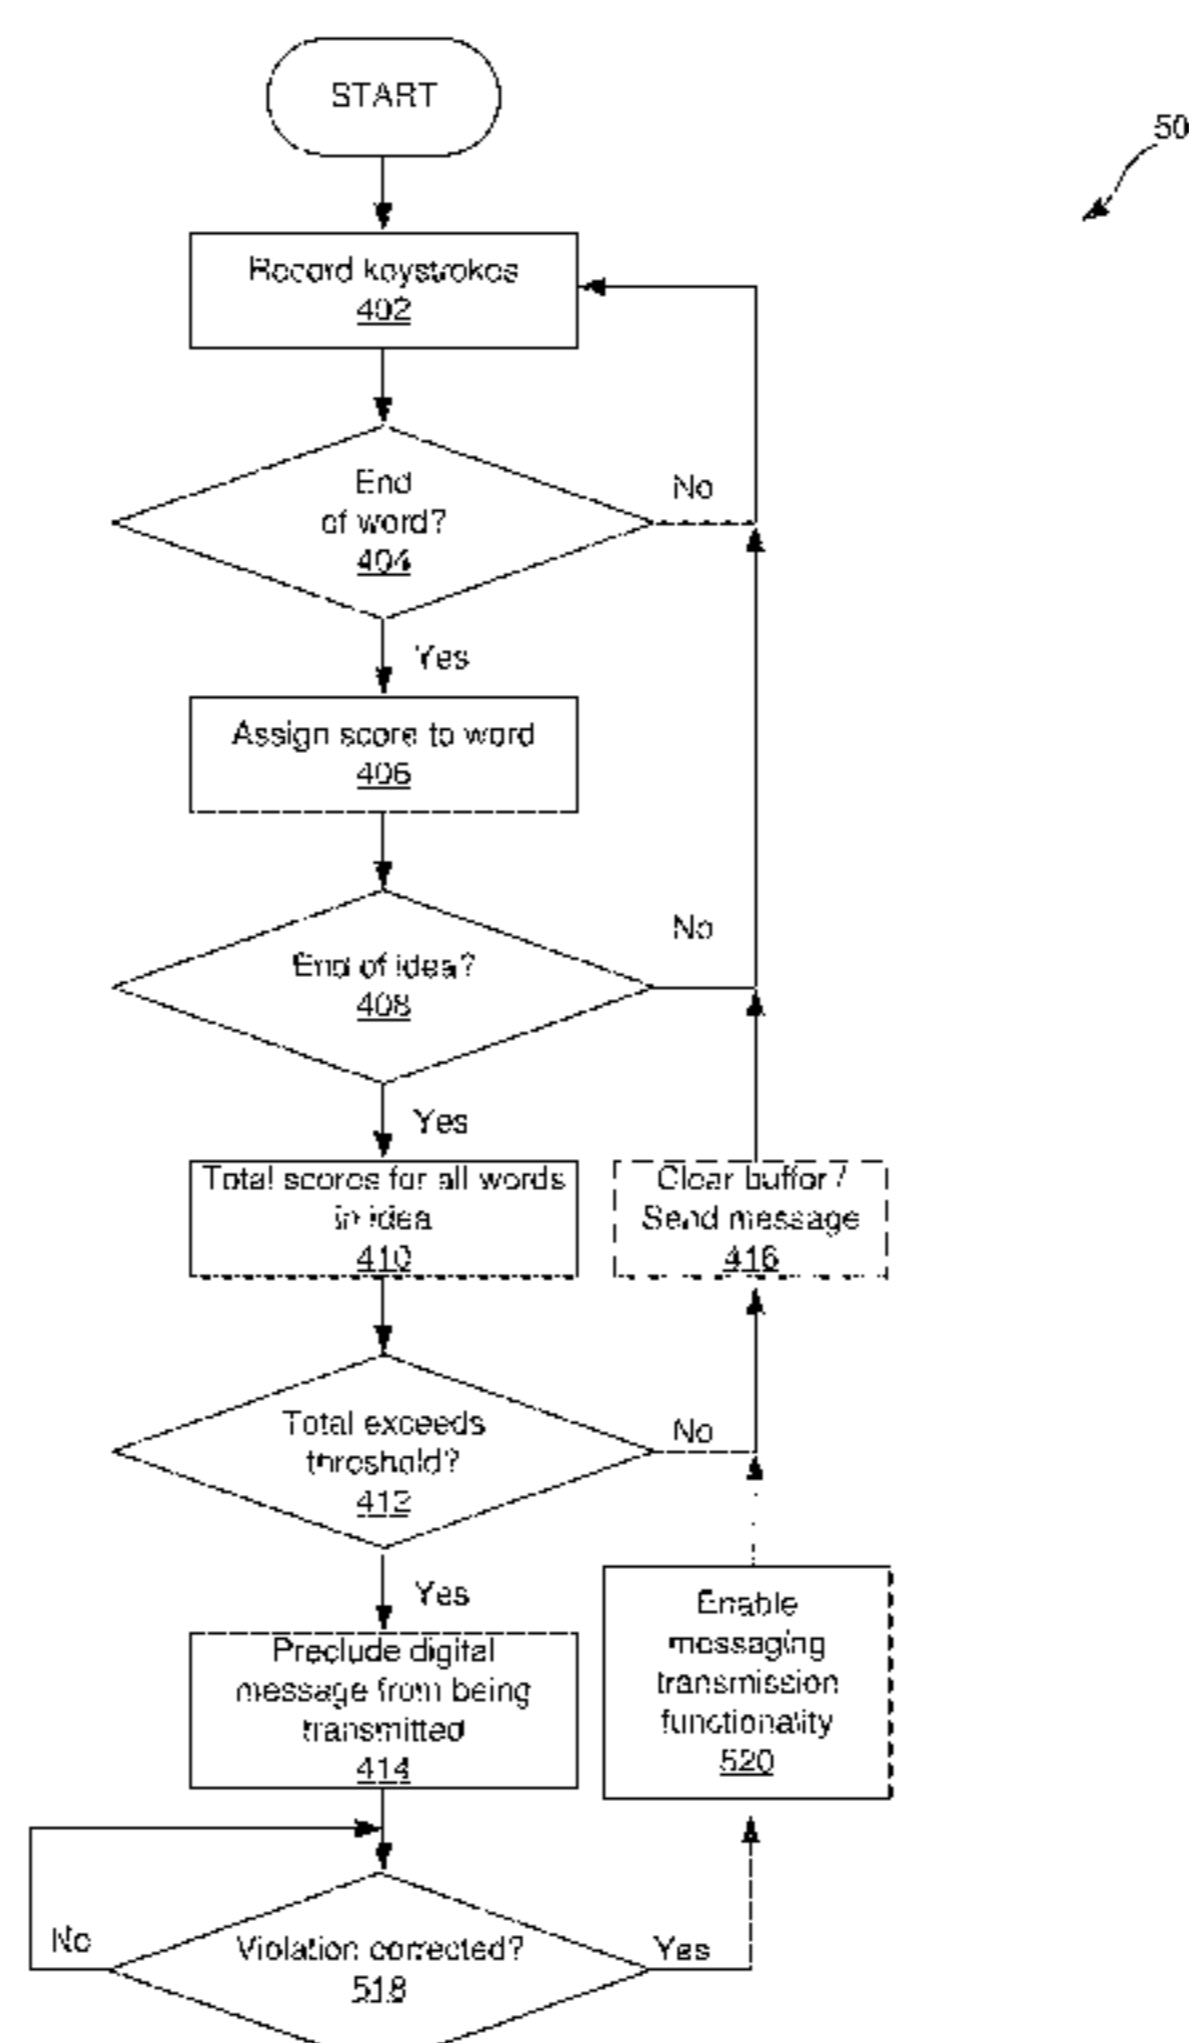 START
50
Record keystrokes
402
End
of word?
404
No
Yes
Assign score to word
406
End of idea?
408
No
Yes
Total scores for all words
in idea
410
Clear buffer /
Send message
416
Total exceeds
threshold?
412
No
Yes
Preclude digital
message from being
transmitted
414
Enable
messaging
transmission
functionality
520
No
Violation corrected?
518
Yes